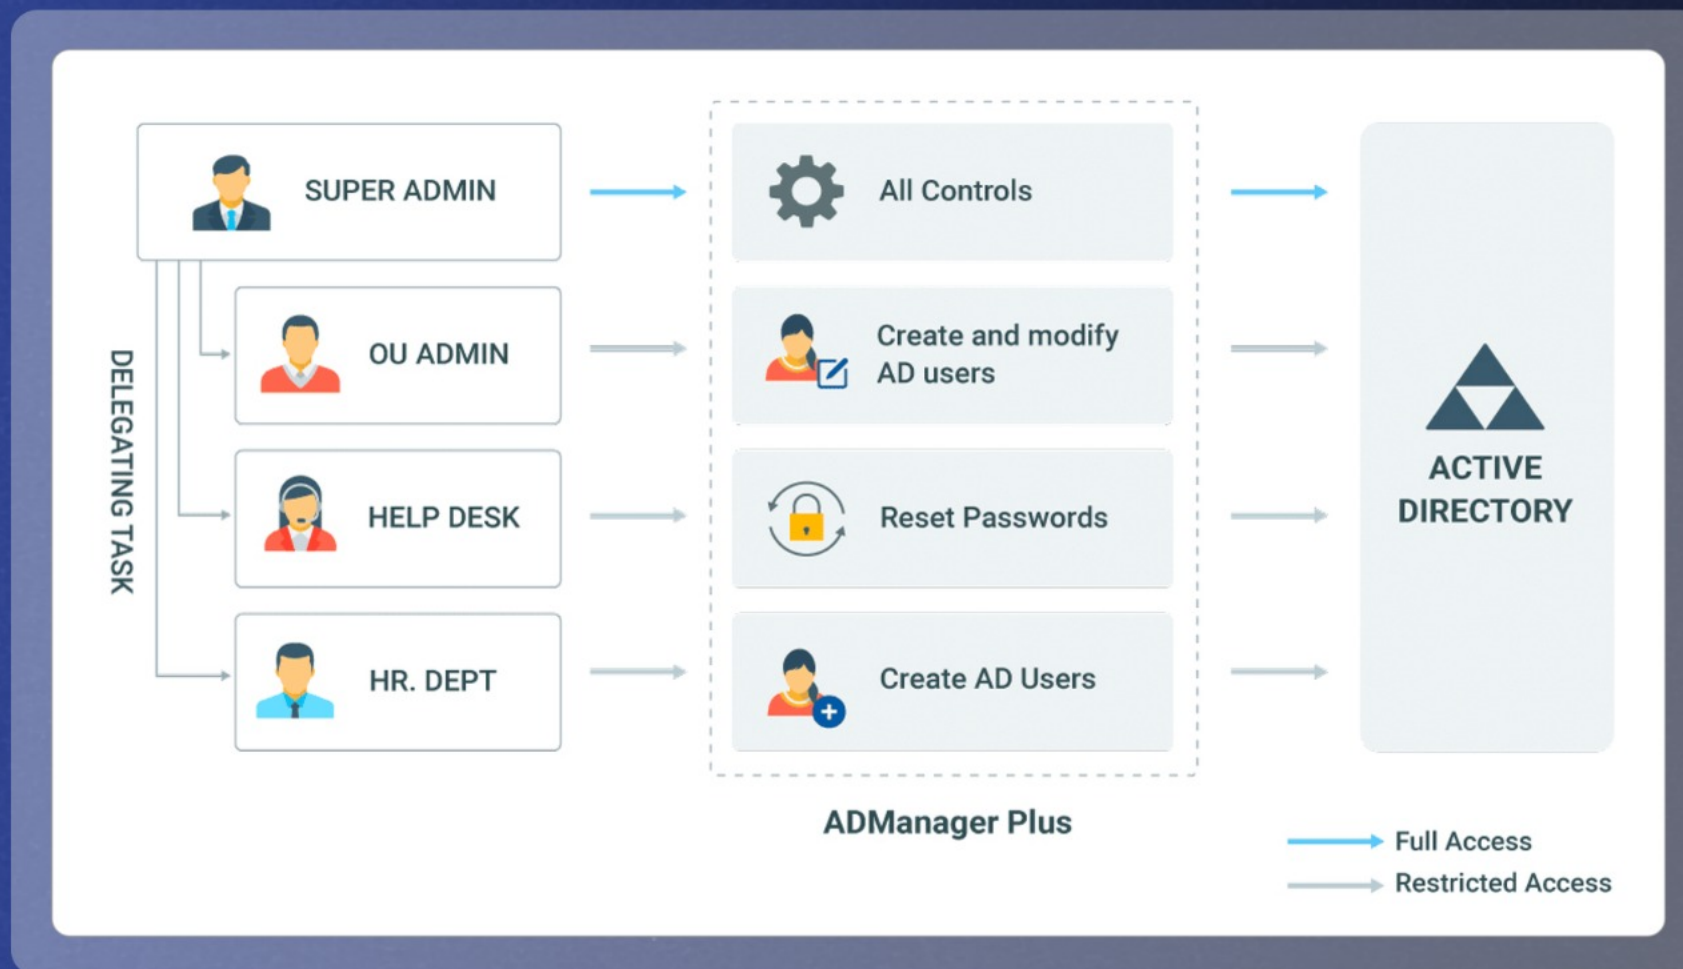 SUPER ADMIN
All Controls
OU ADMIN
Create and modify
AD users
DELEGATING TASK
HELP DESK
Reset Passwords
ACTIVE
DIRECTORY
HR. DEPT
Create AD Users
ADManager Plus
Full Access
Restricted Access